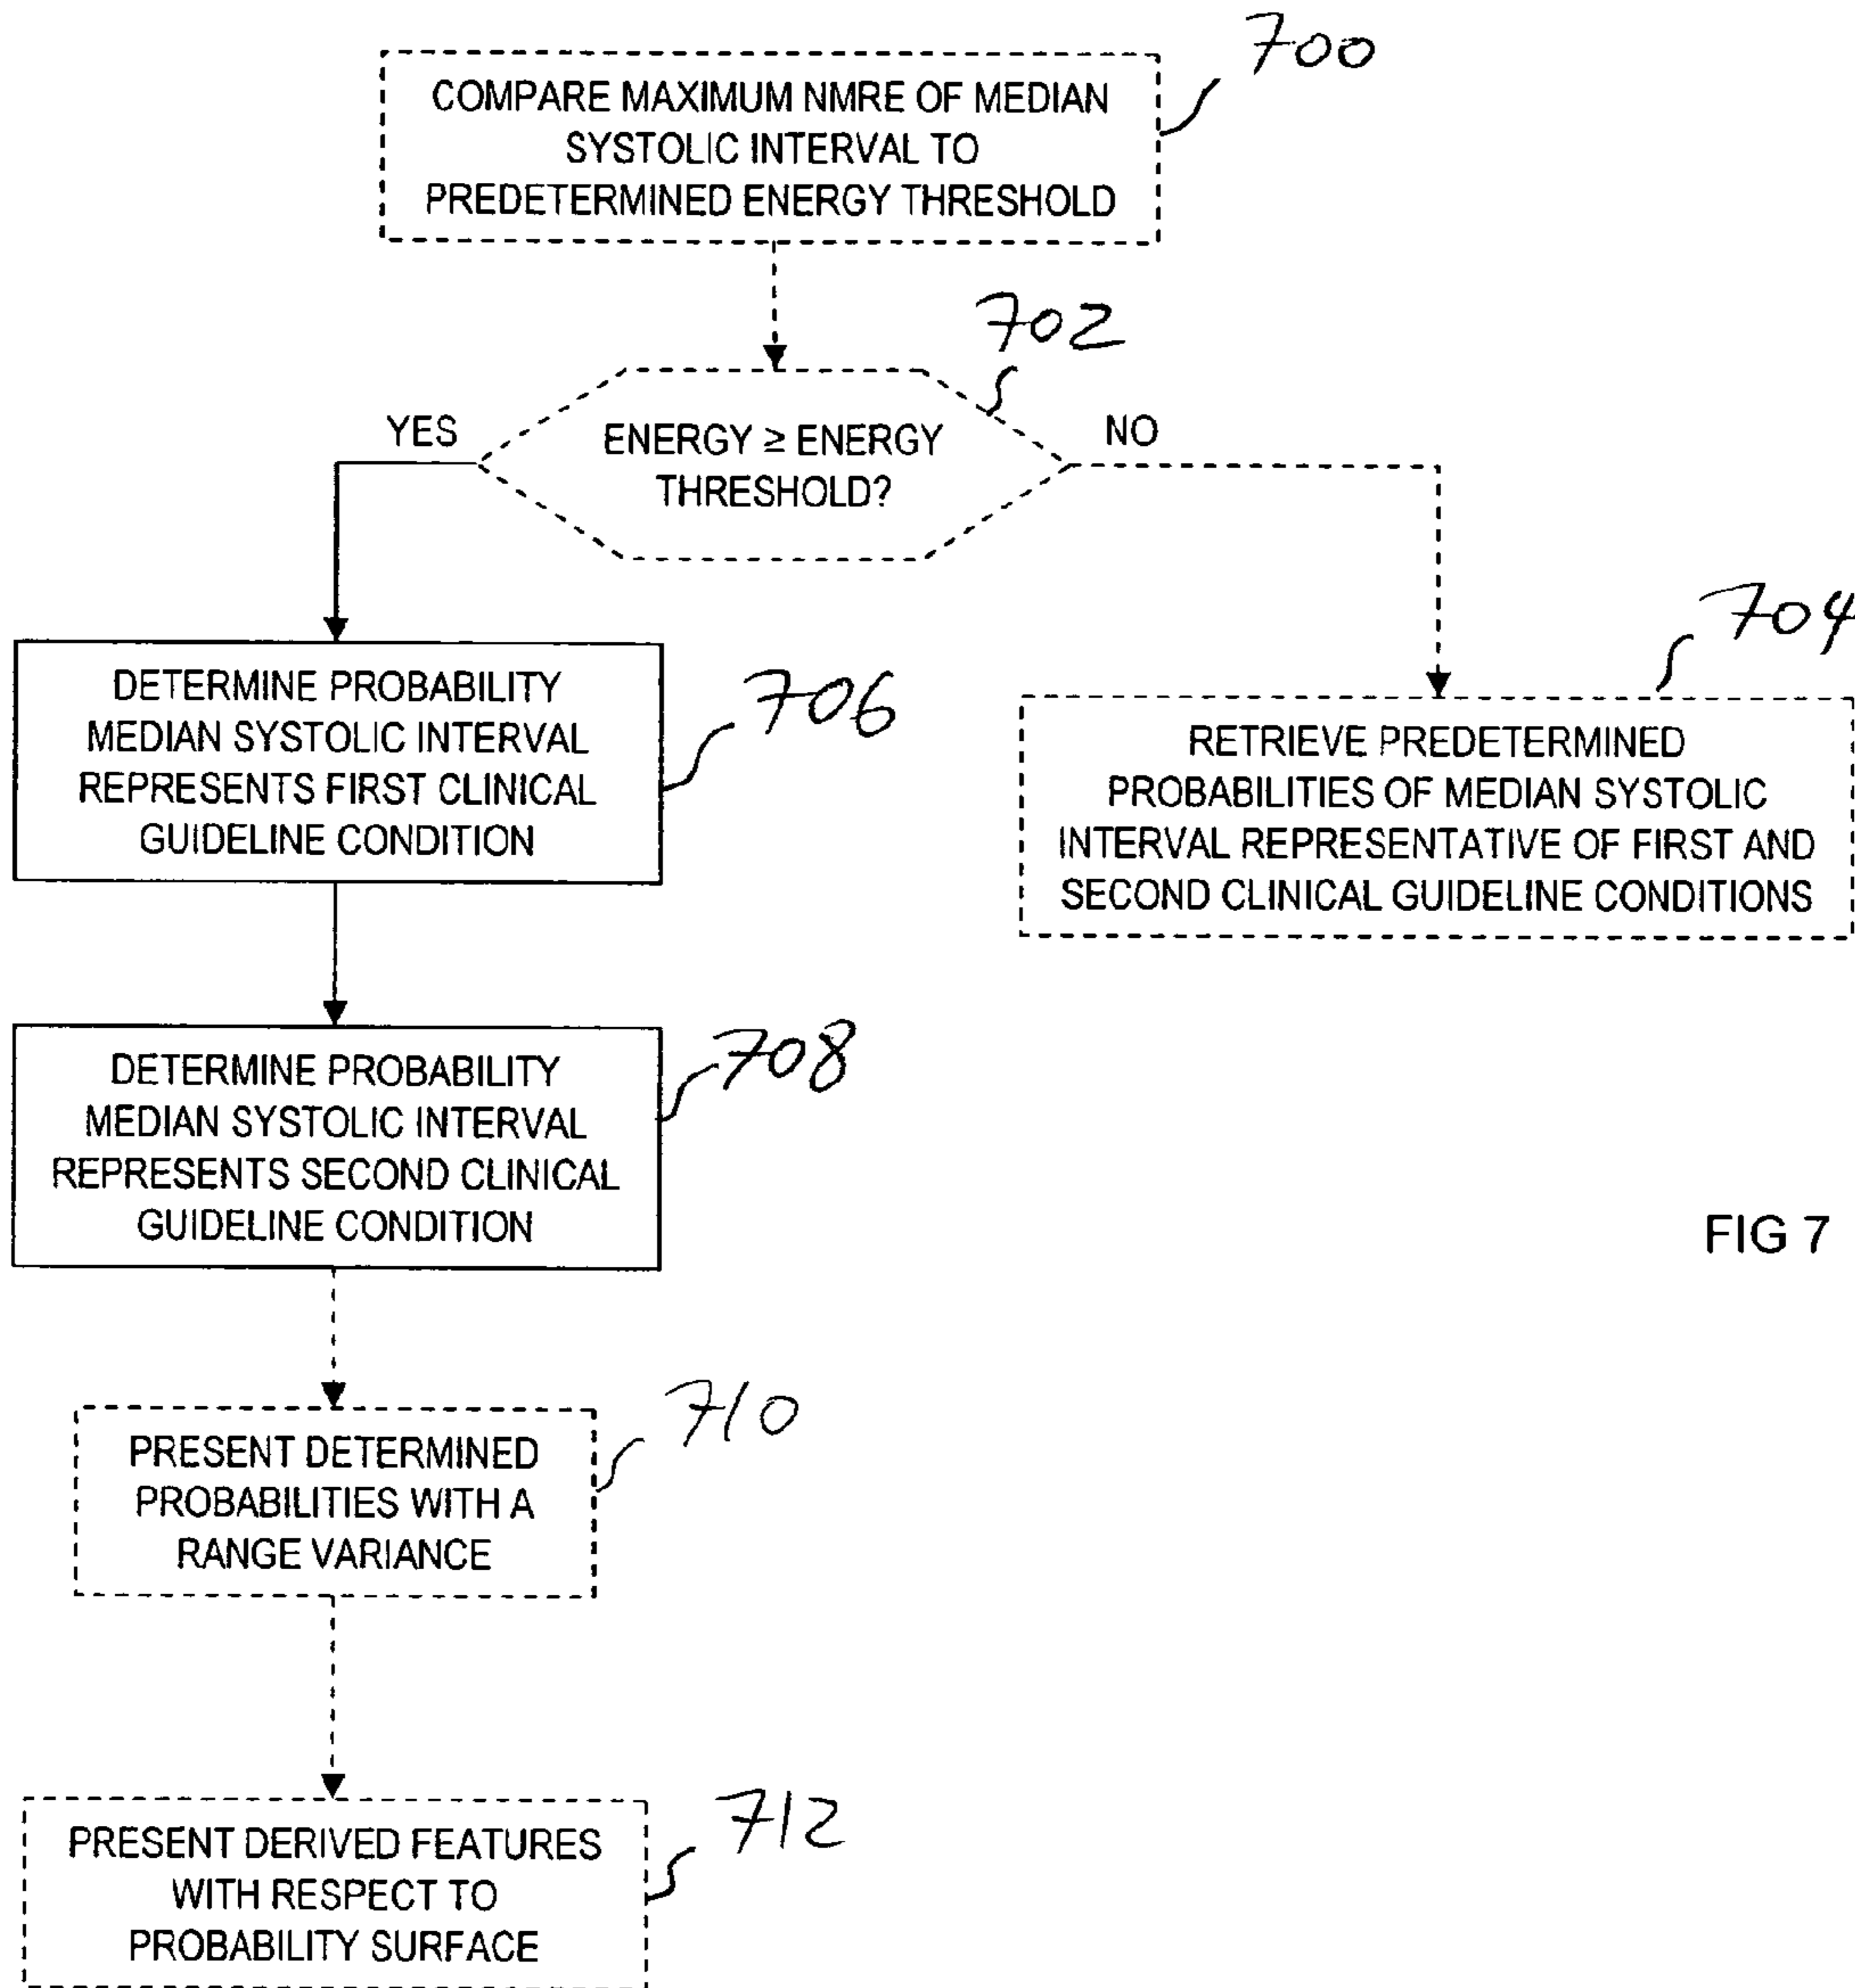 700
COMPARE MAXIMUM NMRE OF MEDIAN
SYSTOLIC INTERVAL TO
PREDETERMINED ENERGY THRESHOLD
702
YES
ENERGY ≥ ENERGY
THRESHOLD?
NO
704
DETERMINE PROBABILITY
MEDIAN SYSTOLIC INTERVAL
REPRESENTS FIRST CLINICAL
GUIDELINE CONDITION
706
RETRIEVE PREDETERMINED
PROBABILITIES OF MEDIAN SYSTOLIC
INTERVAL REPRESENTATIVE OF FIRST AND
SECOND CLINICAL GUIDELINE CONDITIONS
DETERMINE PROBABILITY
MEDIAN SYSTOLIC INTERVAL
REPRESENTS SECOND CLINICAL
GUIDELINE CONDITION
708
FIG 7
PRESENT DETERMINED
PROBABILITIES WITH A
RANGE VARIANCE
710
PRESENT DERIVED FEATURES
WITH RESPECT TO
PROBABILITY SURFACE
712